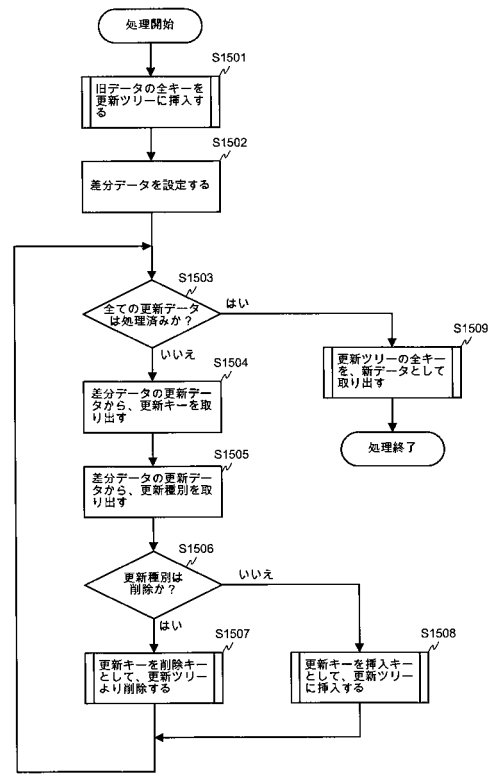 処理開始
S1501
旧データの全キーを
更新ツリーに挿入す
る
S1502
差分データを設定する
S1503
全ての更新データ
は処理済みか？
はい
いいえ
S1504
差分データの更新デー
タから、更新キーを取
り出す
S1509
更新ツリーの全キー
を、新データとして
取り出す
処理終了
S1505
差分データの更新デー
タから、更新種別を取
り出す
S1506
更新種別は
削除か？
いいえ
はい
S1507
更新キーを削除キー
として、更新ツリー
より削除する
S1508
更新キーを挿入キー
として、更新ツリー
に挿入する